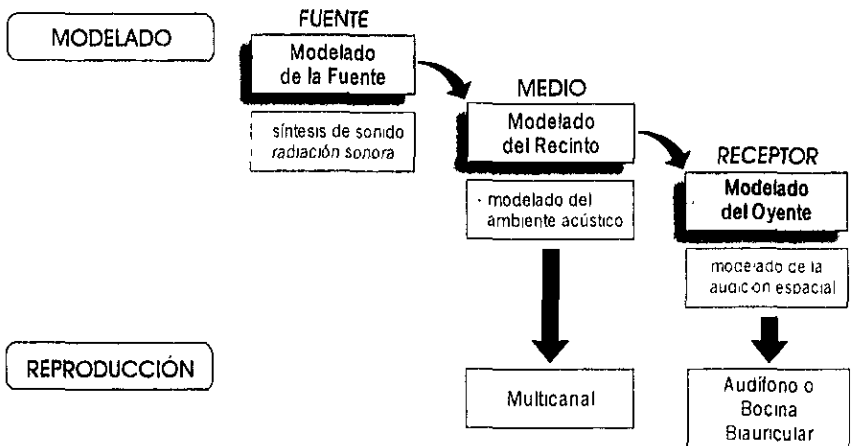 MODELADO
FUENTE
Modelado
de la Fuente
síntesis de sonido
radiación sonora
MEDIO
Modelado
del Recinto
modelado del
ambiente acústico
RECEPTOR
Modelado
del Oyente
modelado de la
audición espacial
REPRODUCCIÓN
Multicanal
Audífono o
Bocina
Biauricular